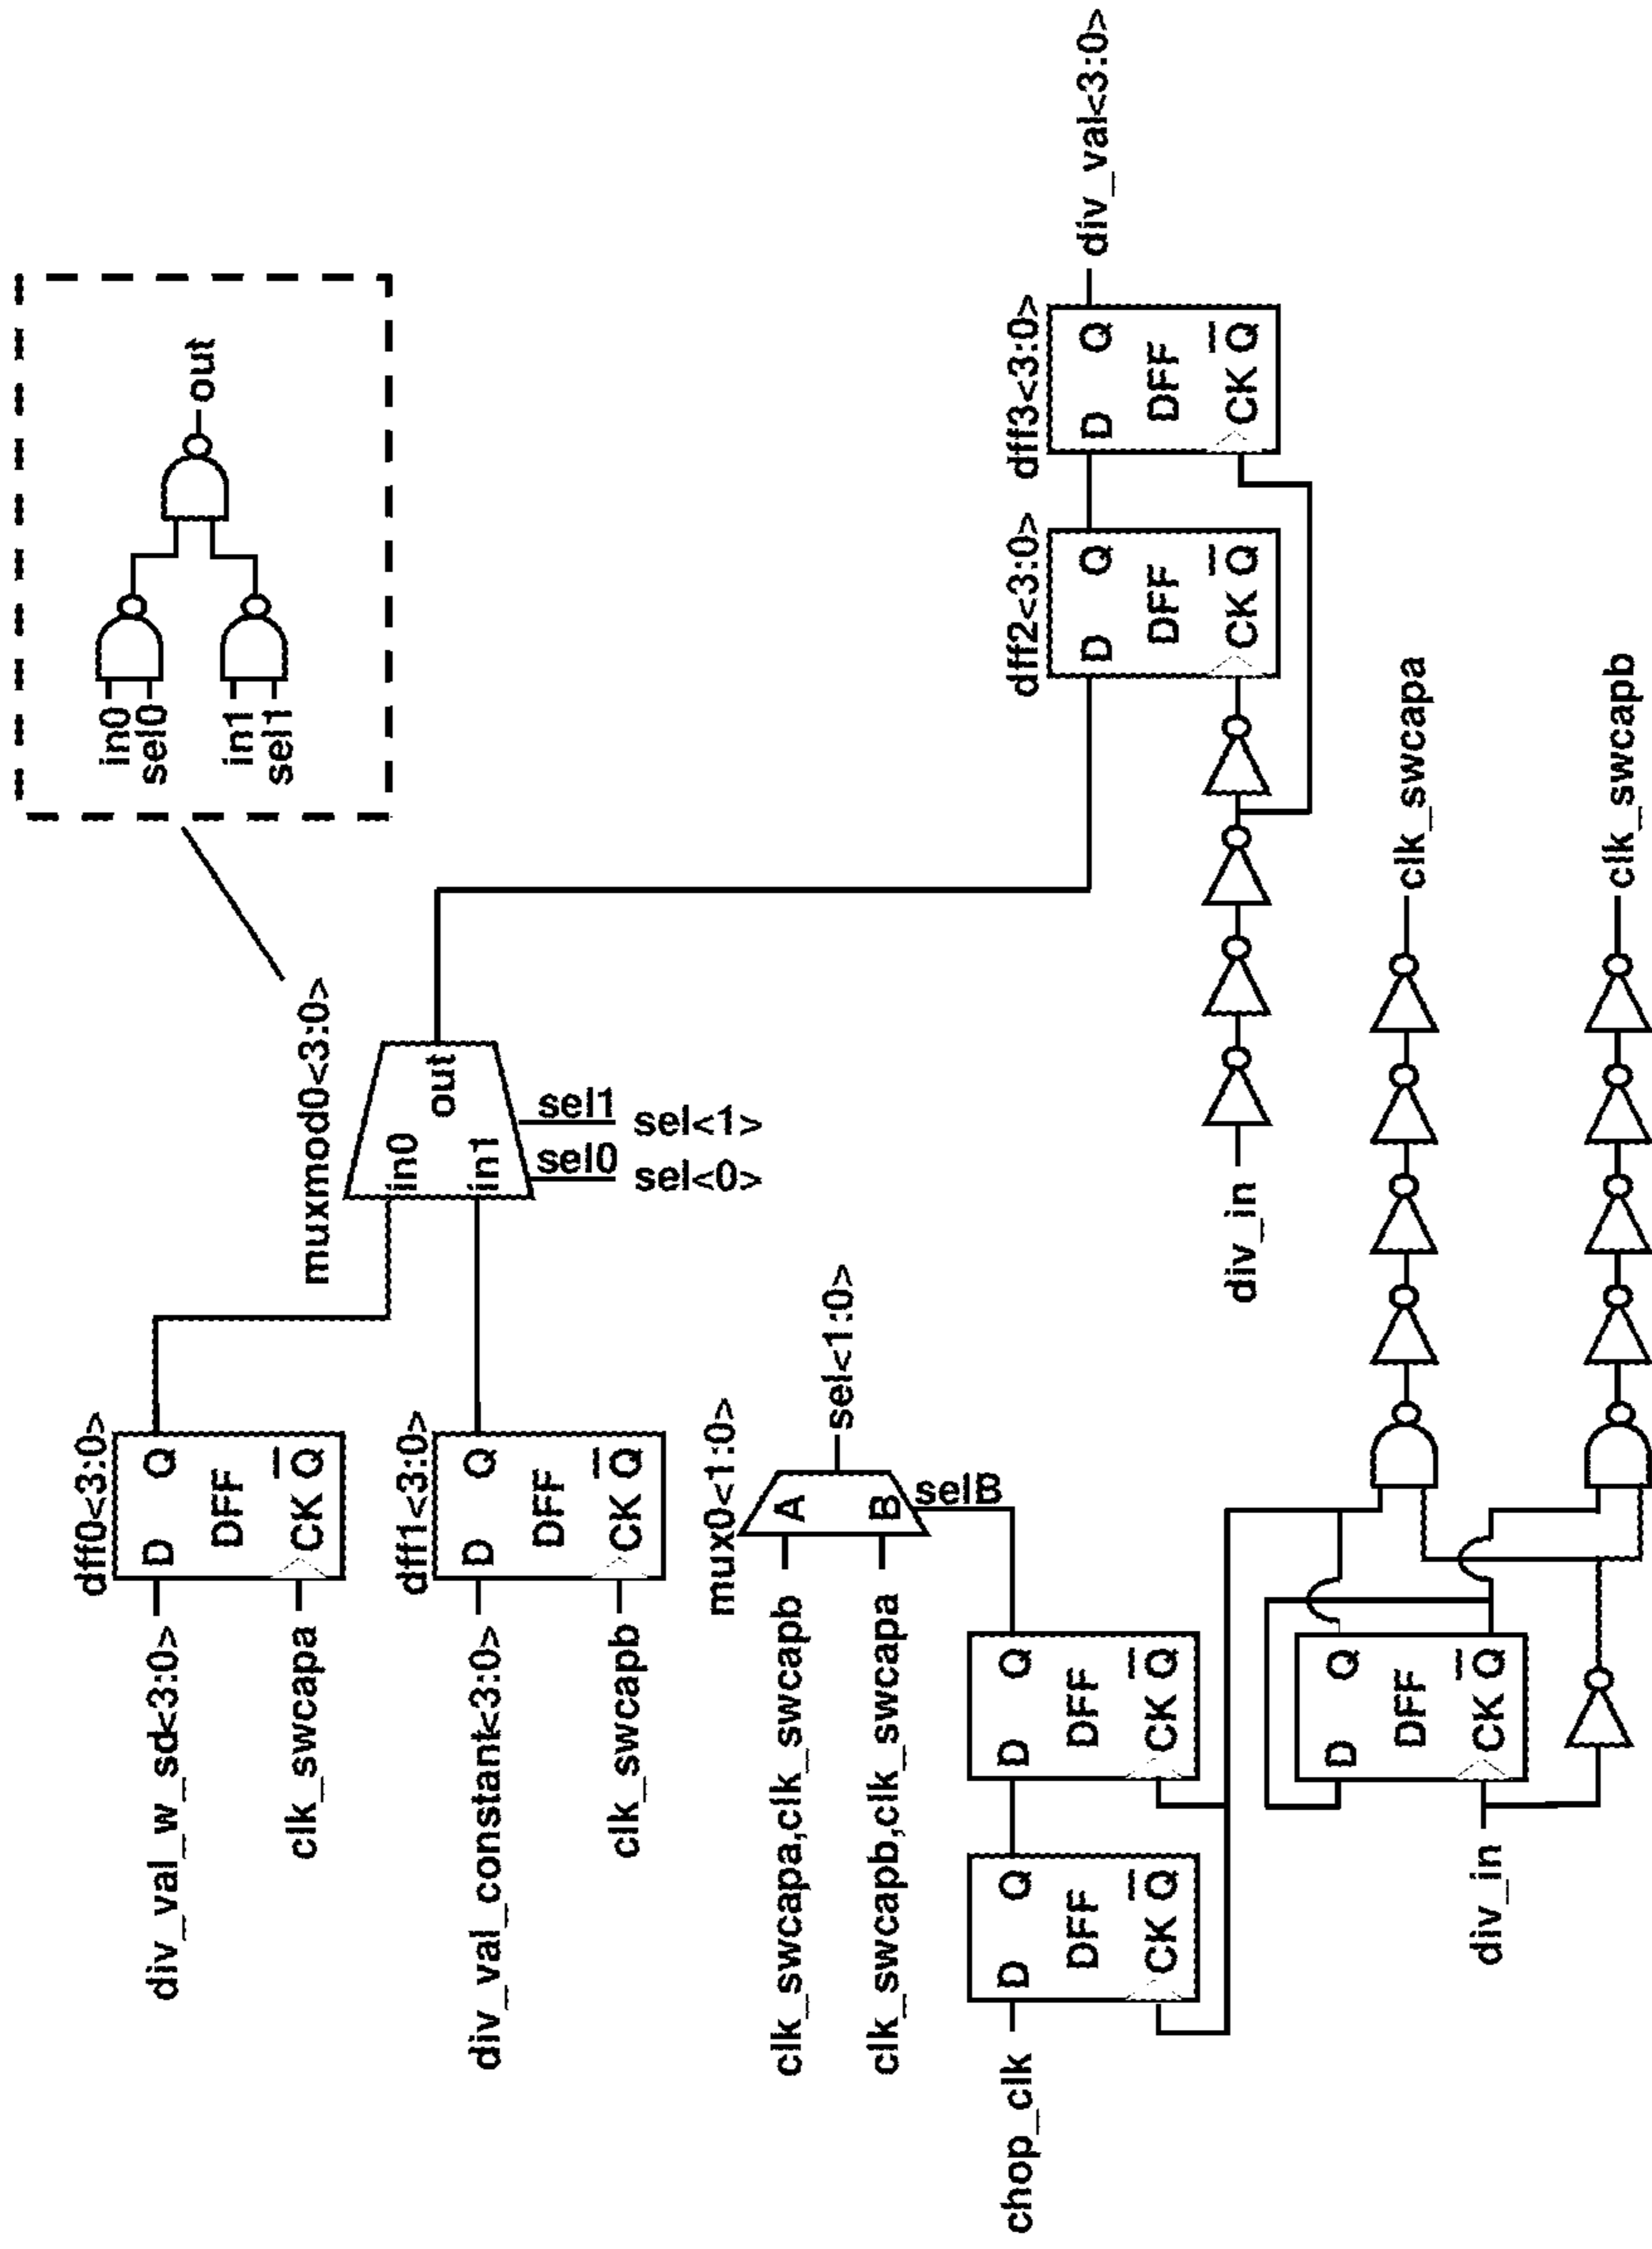 in0
sel0
in1
sel1
out
muxmod0<3:0>
in0
in1
out
sel1
sel<1>
sel0
sel<0>
dff0<3:0>
D Q
DFF
CK Q
div_val_w_sd<3:0>
clk_swcapa
dff1<3:0>
D Q
DFF
CK Q
div_val_constant<3:0>
clk_swcapb
mux0<1:0>
A
B
selB
sel<1:0>
clk_swcapa,clk_swcapb
clk_swcapb,clk_swcapa
chop_clk
D Q
DFF
CK Q
D Q
DFF
CK Q
dff2<3:0>
D Q
DFF
CK Q
dff3<3:0>
D Q
DFF
CK Q
div_val<3:0>
div_in
div_in
D Q
DFF
CK Q
clk_swcapa
clk_swcapb